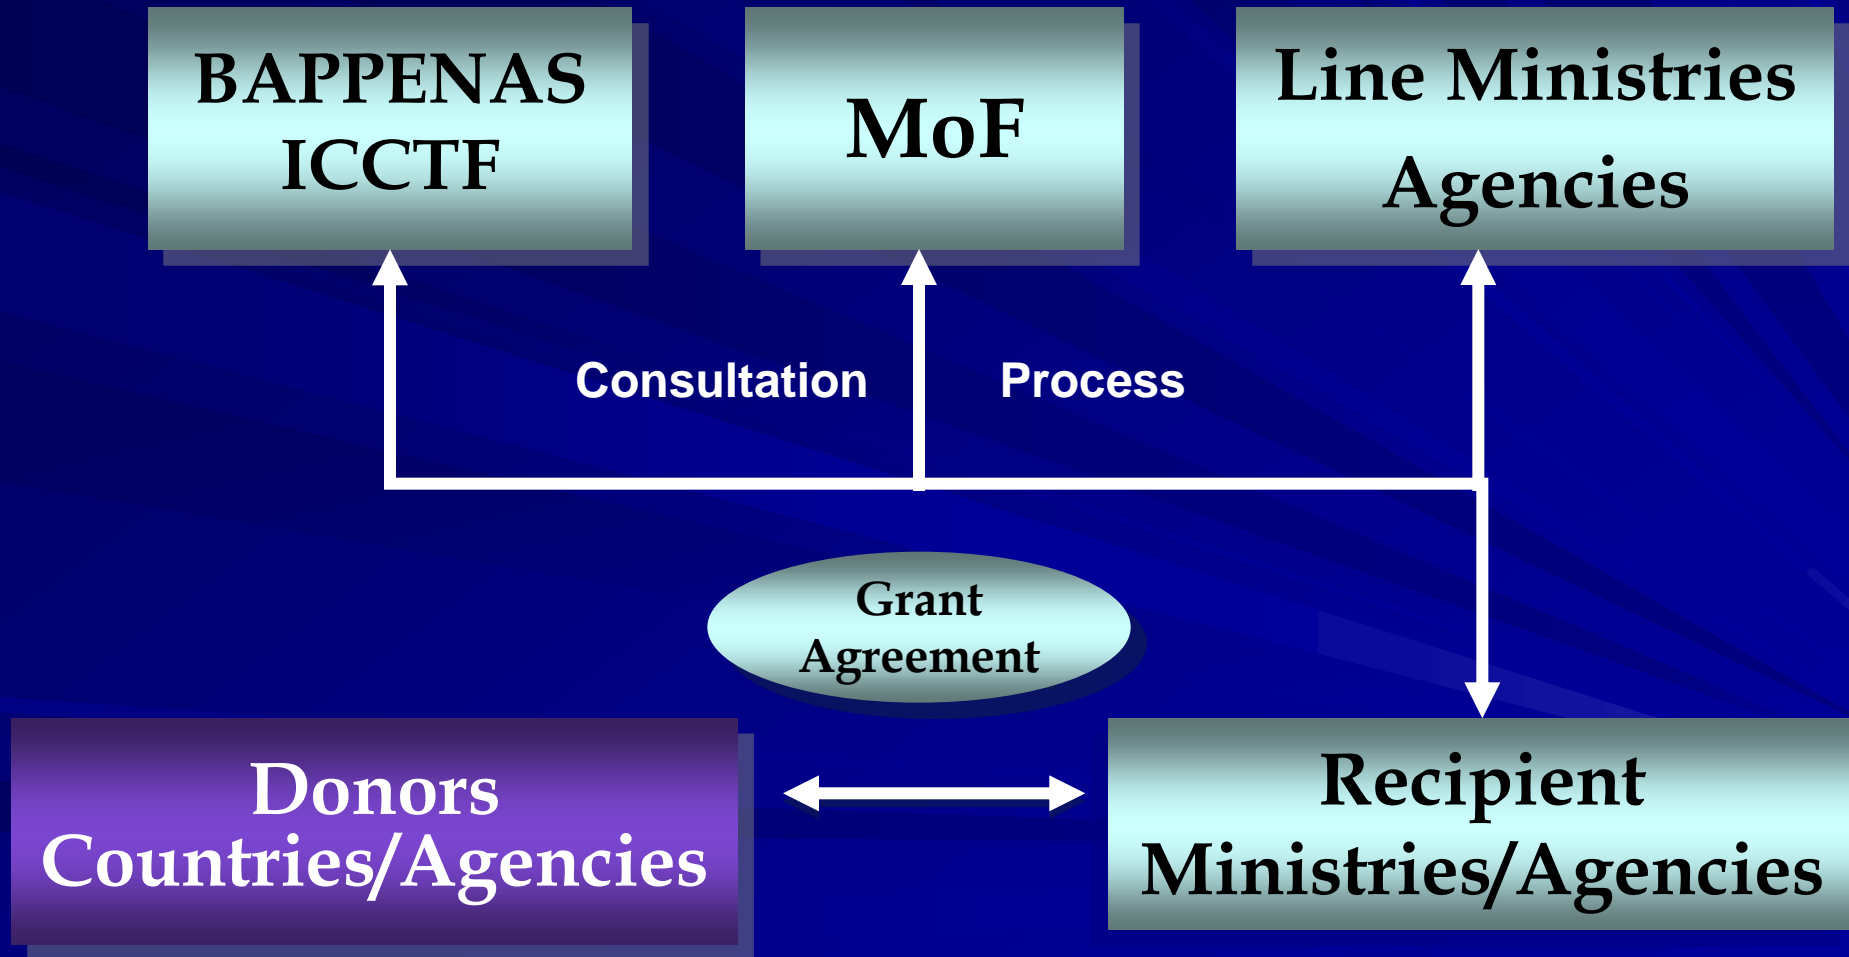 BAPPENAS
ICCTF
MoF
Line Ministries
Agencies
Consultation Process
Grant
Agreement
Donors
Countries/Agencies
Recipient
Ministries/Agencies